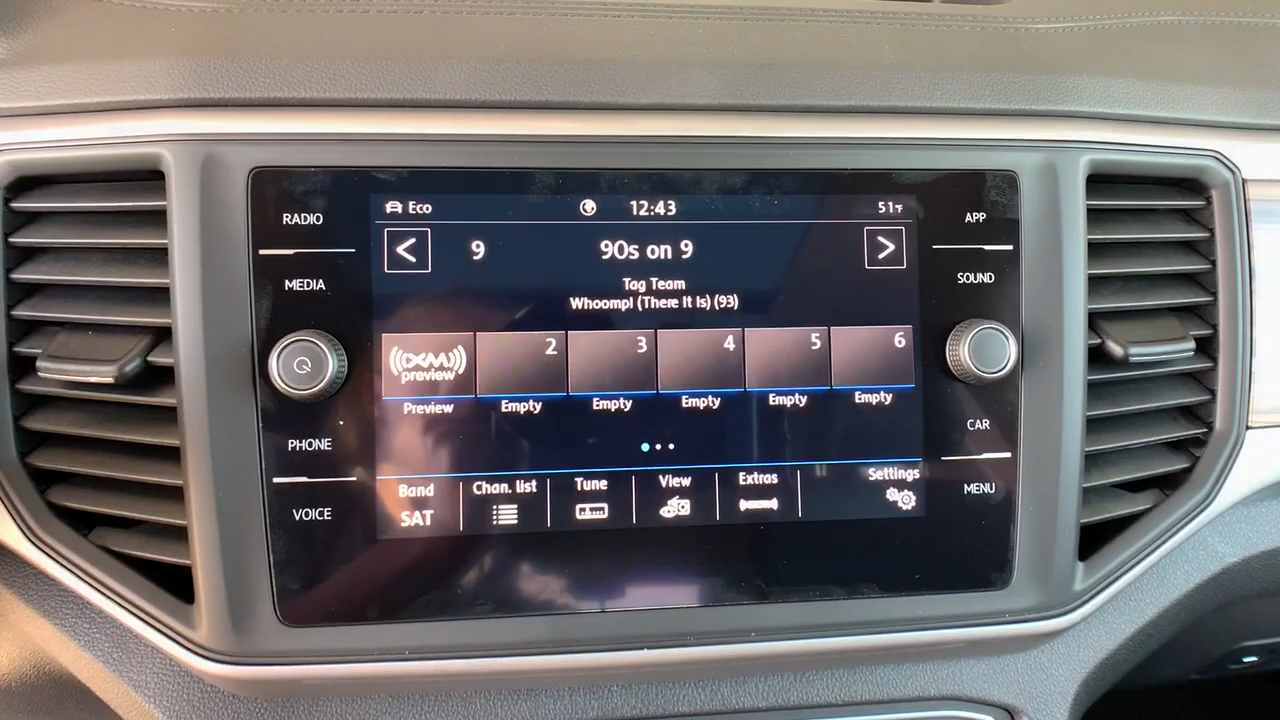 RADIO
MEDIA
PHONE
VOICE
Eco 12:43 51°F
< 9 90s on 9 >
Tag Team
Whoomp! (There It Is) (93)
((XM)) preview 2 3 4 5 6
Preview Empty Empty Empty Empty Empty
Band Chan. list Tune View Extras Settings
SAT
APP
SOUND
CAR
MENU